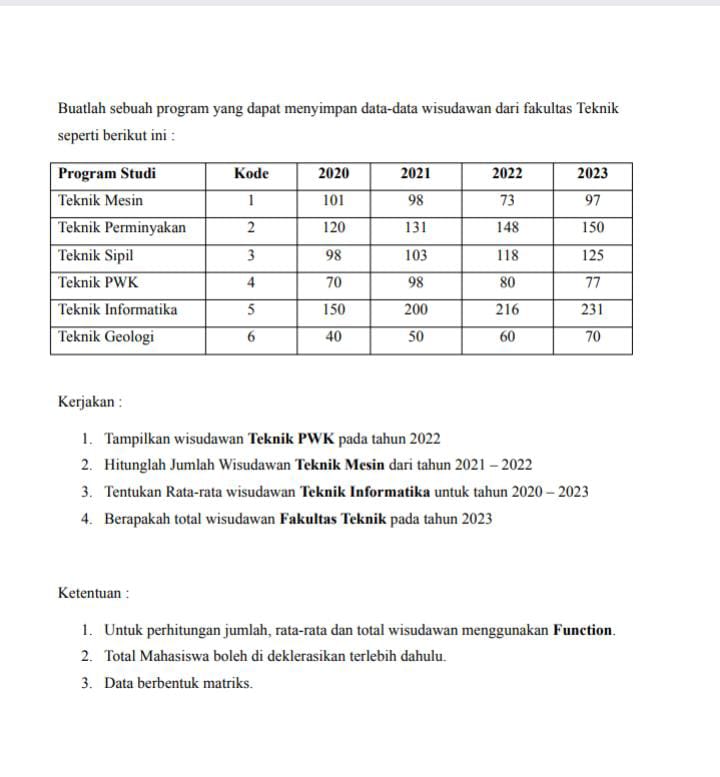 Buatlah sebuah program yang dapat menyimpan data-data wisudawan dari fakultas Teknik
seperti berikut ini :
Program Studi Kode 2020 2021 2022 2023
Teknik Mesin 1 101 98 73 97
Teknik Perminyakan 2 120 131 148 150
Teknik Sipil 3 98 103 118 125
Teknik PWK 4 70 98 80 77
Teknik Informatika 5 150 200 216 231
Teknik Geologi 6 40 50 60 70
Kerjakan :
1. Tampilkan wisudawan Teknik PWK pada tahun 2022
2. Hitunglah Jumlah Wisudawan Teknik Mesin dari tahun 2021 – 2022
3. Tentukan Rata-rata wisudawan Teknik Informatika untuk tahun 2020 – 2023
4. Berapakah total wisudawan Fakultas Teknik pada tahun 2023
Ketentuan :
1. Untuk perhitungan jumlah, rata-rata dan total wisudawan menggunakan Function.
2. Total Mahasiswa boleh di deklerasikan terlebih dahulu.
3. Data berbentuk matriks.